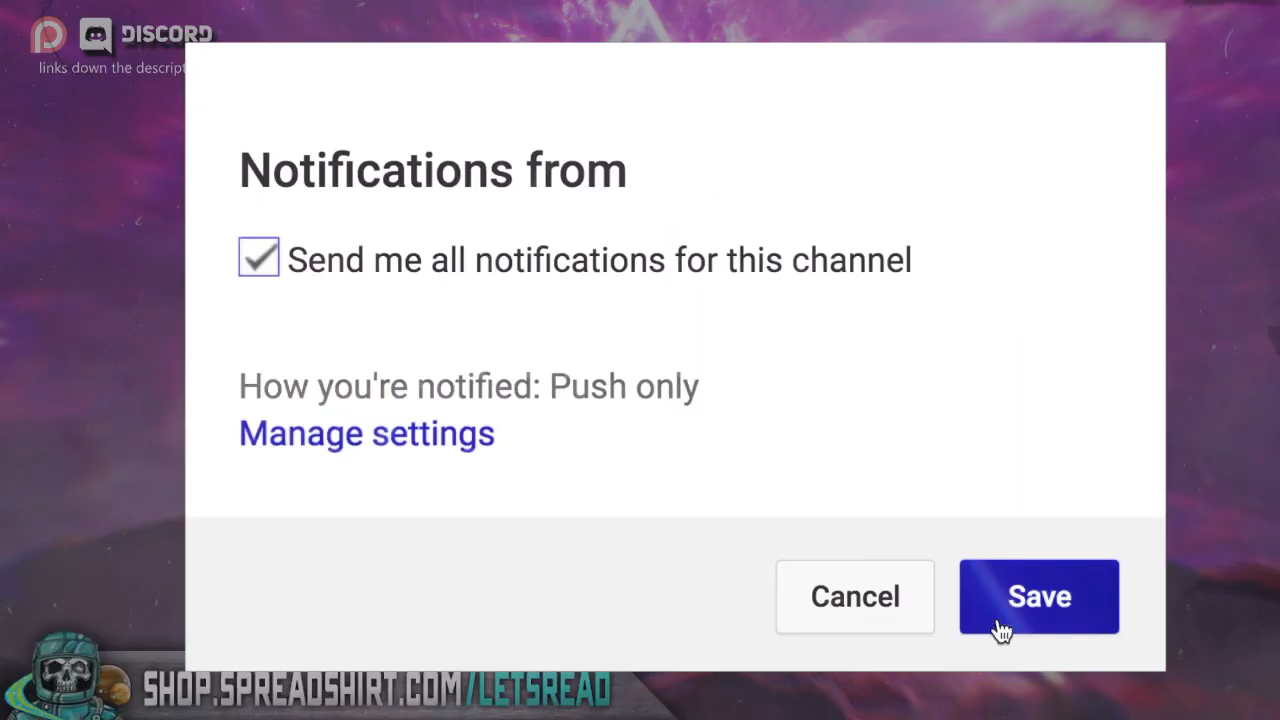 DISCORD
links down the descript
Notifications from
Send me all notifications for this channel
How you're notified: Push only
Manage settings
Cancel
Save
SHOP.SPREADSHIRT.COM/LETSREAD